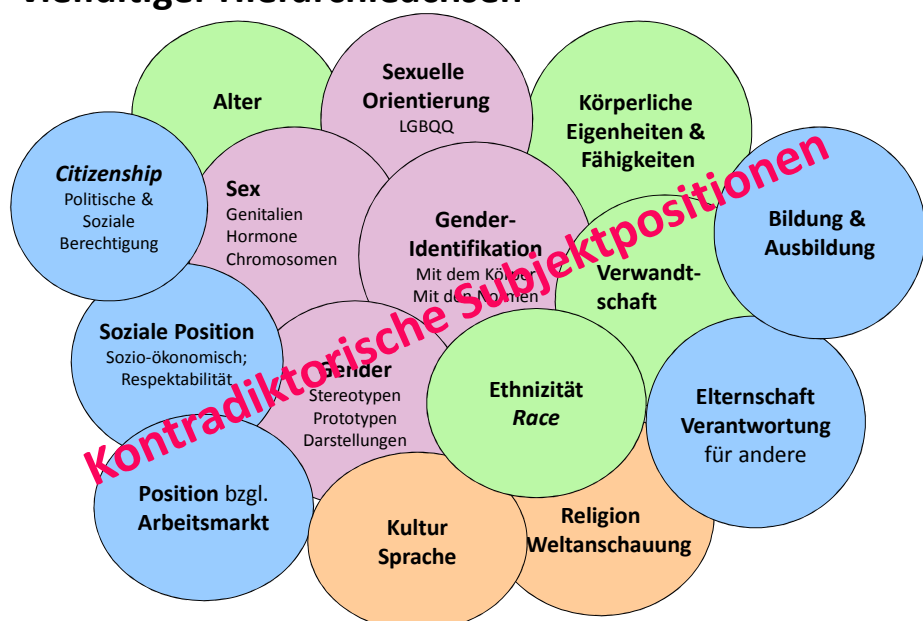 Vielfältiger Hierarchieachsen
Alter
Sexuelle
Orientierung
LGBQQ
Körperliche
Eigenheiten &
Fähigkeiten
Citizenship
Politische &
Soziale
Berechtigung
Sex
Genitalien
Hormone
Chromosomen
Gender-
Identifikation
Mit dem Körper
Mit den Normen
Verwandt-
schaft
Bildung &
Ausbildung
Kontradiktorische Subjektpositionen
Soziale Position
Sozio-ökonomisch;
Respektabilität
Gender
Stereotypen
Prototypen
Darstellungen
Ethnizität
Race
Elternschaft
Verantwortung
für andere
Position bzgl.
Arbeitsmarkt
Kultur
Sprache
Religion
Weltanschauung